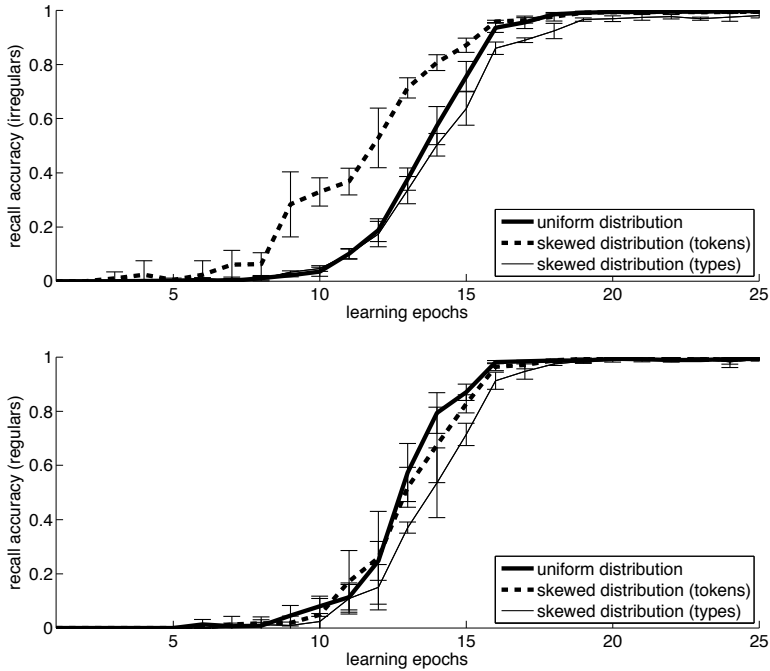 1
0.8
0.6
0.4
0.2
0
recall accuracy (irregulars)
5 10 15 20 25
learning epochs
uniform distribution
skewed distribution (tokens)
skewed distribution (types)
1
0.8
0.6
0.4
0.2
0
recall accuracy (regulars)
5 10 15 20 25
learning epochs
uniform distribution
skewed distribution (tokens)
skewed distribution (types)